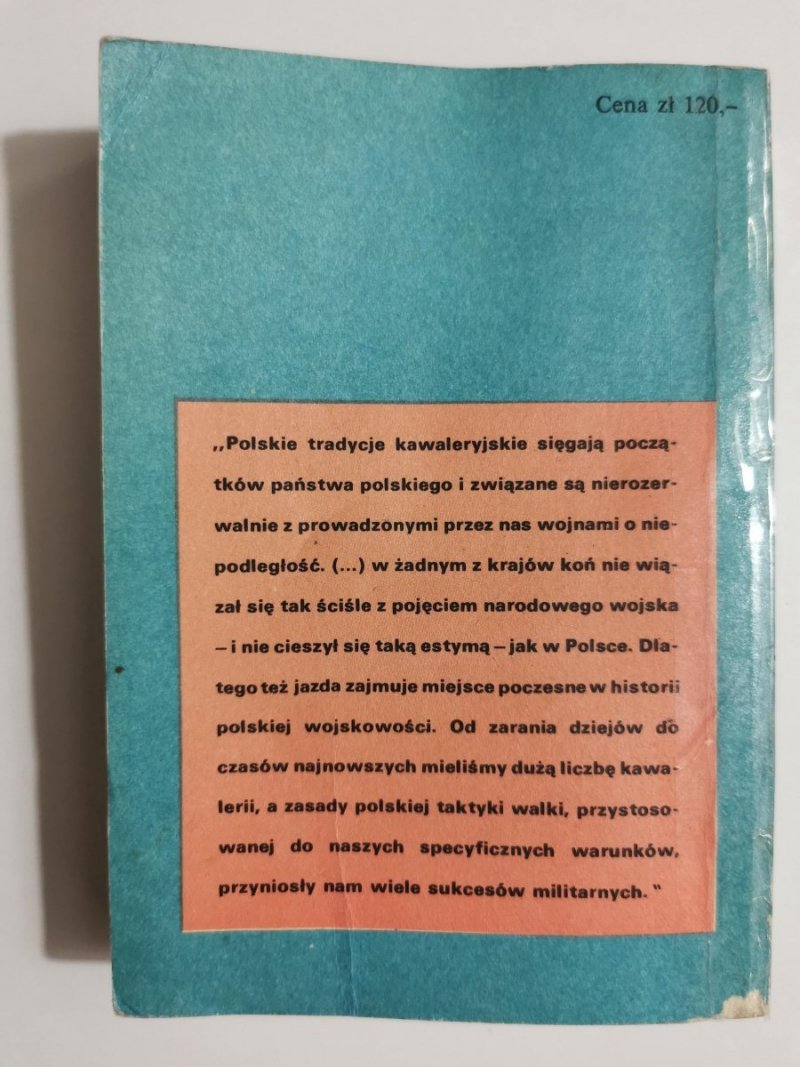 Cena zł 120,–
„Polskie tradycje kawaleryjskie sięgają począ-
tków państwa polskiego i związane są nierozer-
walnie z prowadzonymi przez nas wojnami o nie-
podległość. (...) w żadnym z krajów koń nie wią-
zał się tak ściśle z pojęciem narodowego wojska
– i nie cieszył się taką estymą – jak w Polsce. Dla-
tego też jazda zajmuje miejsce poczesne w historii
polskiej wojskowości. Od zarania dziejów do
czasów najnowszych mieliśmy dużą liczbę kawa-
lerii, a zasady polskiej taktyki walki, przystoso-
wanej do naszych specyficznych warunków,
przyniosły nam wiele sukcesów militarnych."